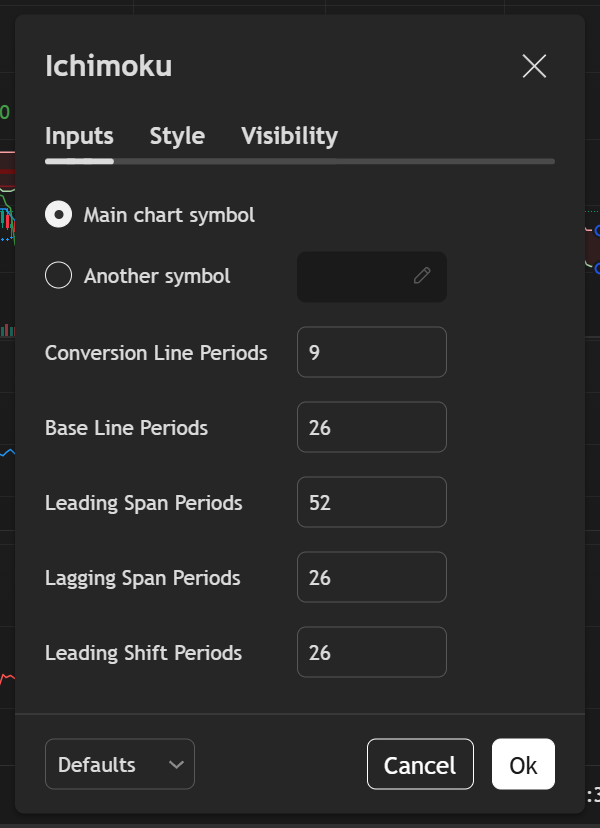 Ichimoku
Inputs Style Visibility
Main chart symbol
Another symbol
Conversion Line Periods 9
Base Line Periods 26
Leading Span Periods 52
Lagging Span Periods 26
Leading Shift Periods 26
Defaults Cancel Ok